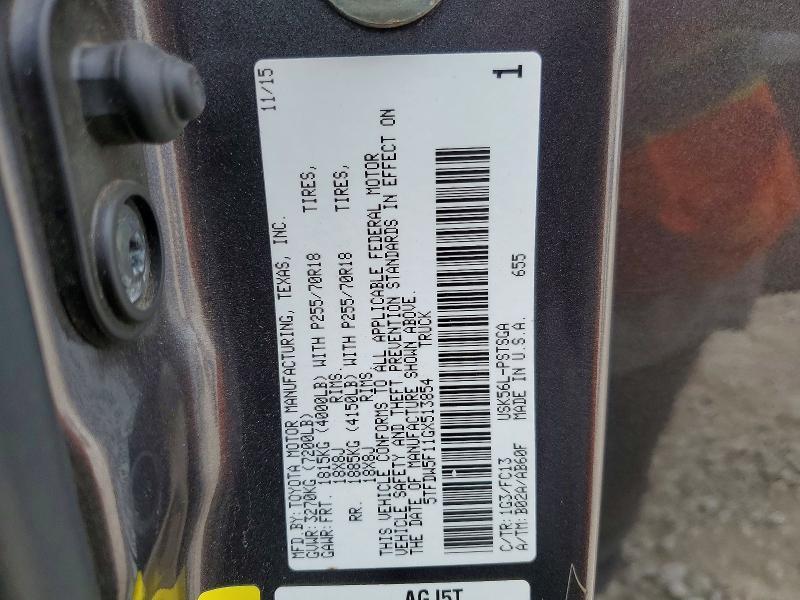 11/15
1
MFD BY: TOYOTA MOTOR MANUFACTURING, TEXAS, INC.
GVWR: 3270KG (7200LB)
GAWR: FRT. 1815KG (4000LB) WITH P255/70R18 TIRES,
18X8J RIMS.
RR. 1885KG (4150LB) WITH P255/70R18 TIRES,
18X8J RIMS.
THIS VEHICLE CONFORMS TO ALL APPLICABLE FEDERAL MOTOR
VEHICLE SAFETY AND THEFT PREVENTION STANDARDS IN EFFECT ON
THE DATE OF MANUFACTURE SHOWN ABOVE.
5TFDW5F11GX513854 TRUCK
C/TR: 1G3/FC13 USK56L-PSTSGA
A/TM: B02A/AB60F MADE IN U.S.A. 655
AGJ5T